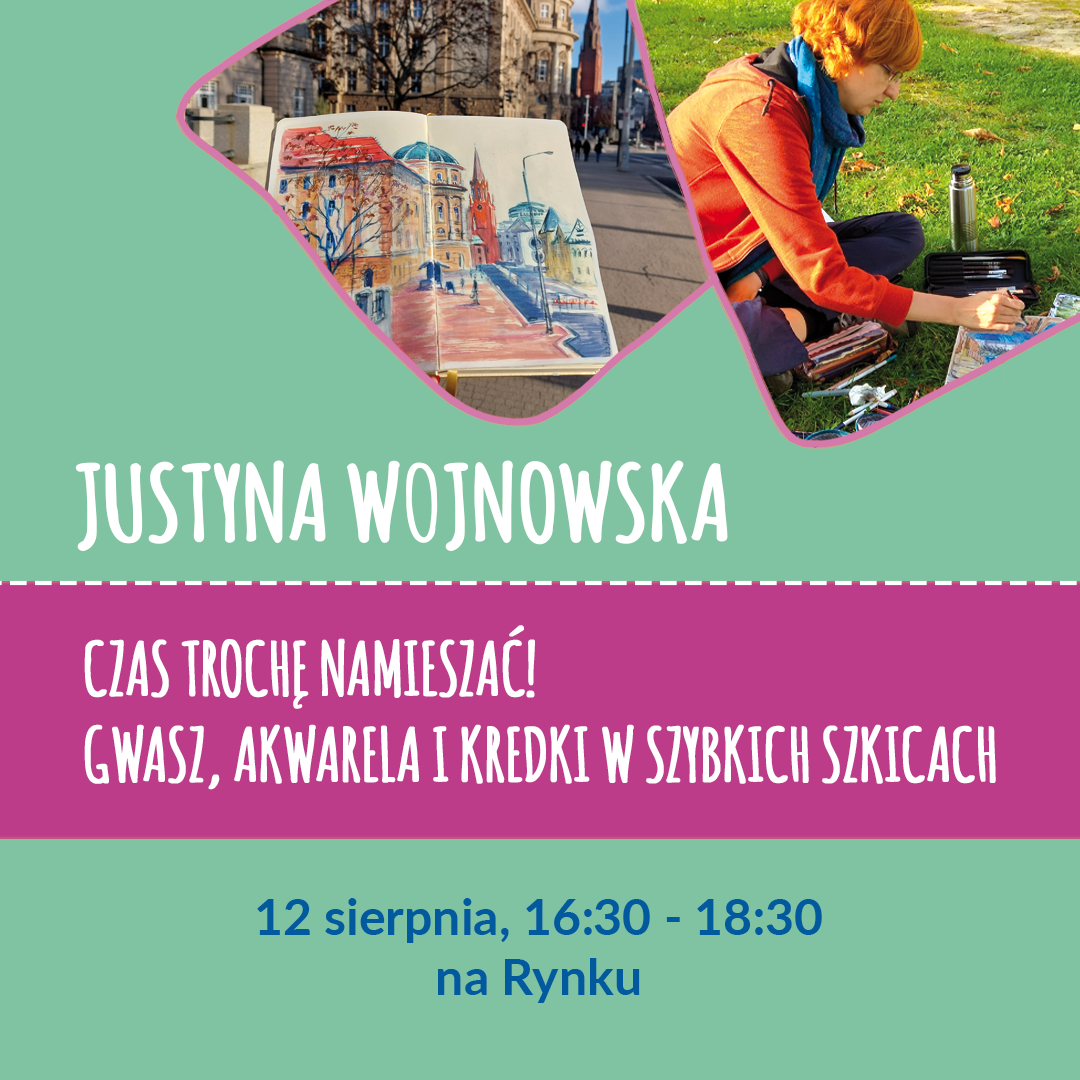 JUSTYNA WOJNOWSKA
CZAS TROCHĘ NAMIESZAĆ!
GWASZ, AKWARELA I KREDKI W SZYBKICH SZKICACH
12 sierpnia, 16:30 - 18:30
na Rynku